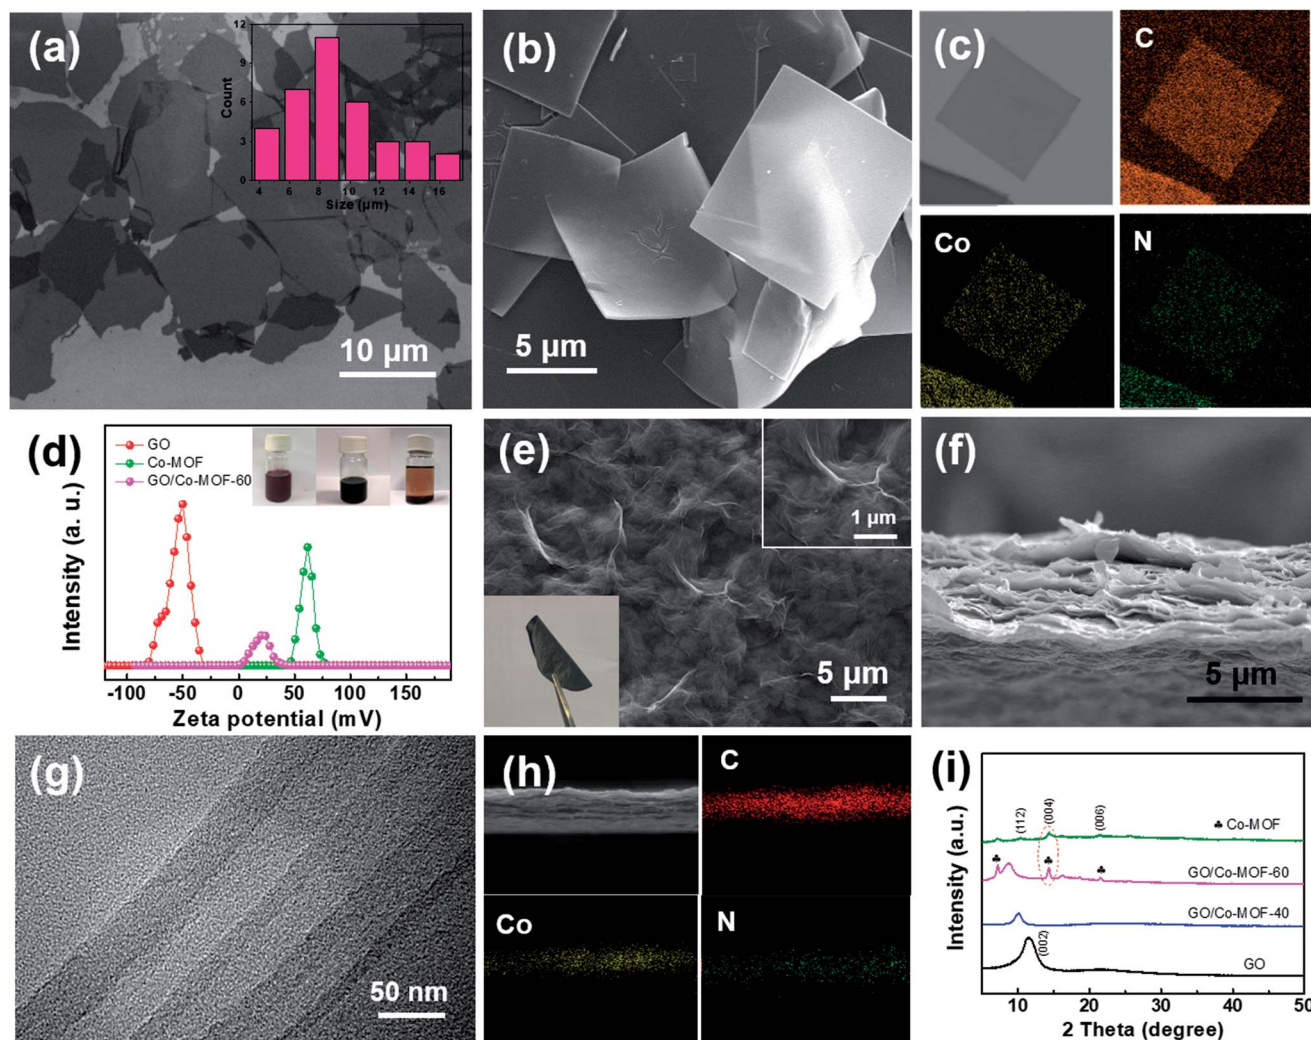 (a)
12
9
6
3
0
Count
4 6 8 10 12 14 16
Size (µm)
10 µm
(b)
5 µm
(c)
C
Co
N
(d)
GO
Co-MOF
GO/Co-MOF-60
Intensity (a. u.)
-100 -50 0 50 100 150
Zeta potential (mV)
(e)
1 µm
5 µm
(f)
5 µm
(g)
50 nm
(h)
C
Co
N
(i)
Intensity (a.u.)
(112)
(004)
(006)
♣ Co-MOF
♣
♣
♣
GO/Co-MOF-60
GO/Co-MOF-40
(002)
GO
10 20 30 40 50
2 Theta (degree)